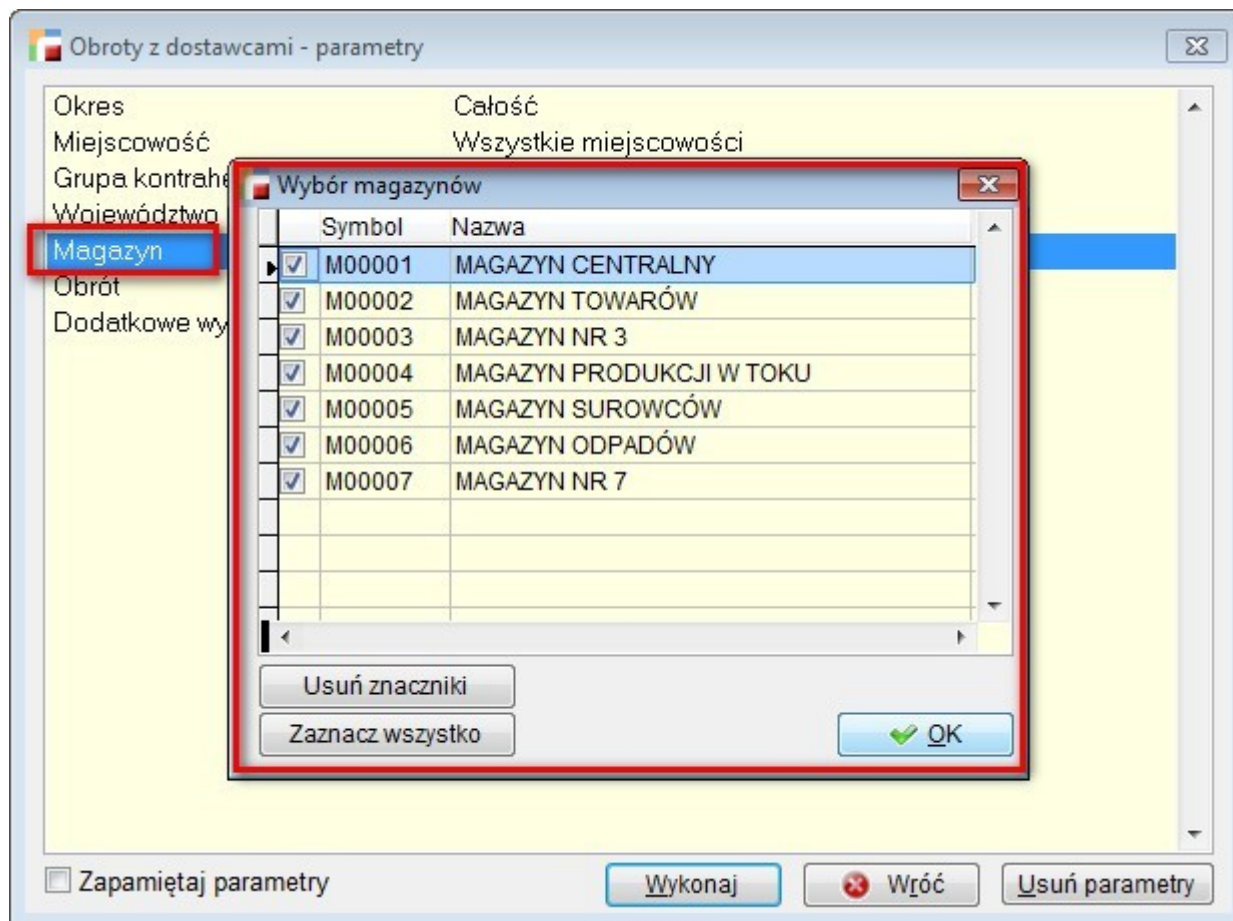 Obroty z dostawcami - parametry
Okres Całość
Miejscowość Wszystkie miejscowości
Grupa kontrahe
Województwo
Magazyn
Obrót
Dodatkowe wy
Wybór magazynów
Symbol Nazwa
M00001 MAGAZYN CENTRALNY
M00002 MAGAZYN TOWARÓW
M00003 MAGAZYN NR 3
M00004 MAGAZYN PRODUKCJI W TOKU
M00005 MAGAZYN SUROWCÓW
M00006 MAGAZYN ODPADÓW
M00007 MAGAZYN NR 7
Usuń znaczniki
Zaznacz wszystko
OK
Zapamiętaj parametry
Wykonaj
Wróć
Usuń parametry